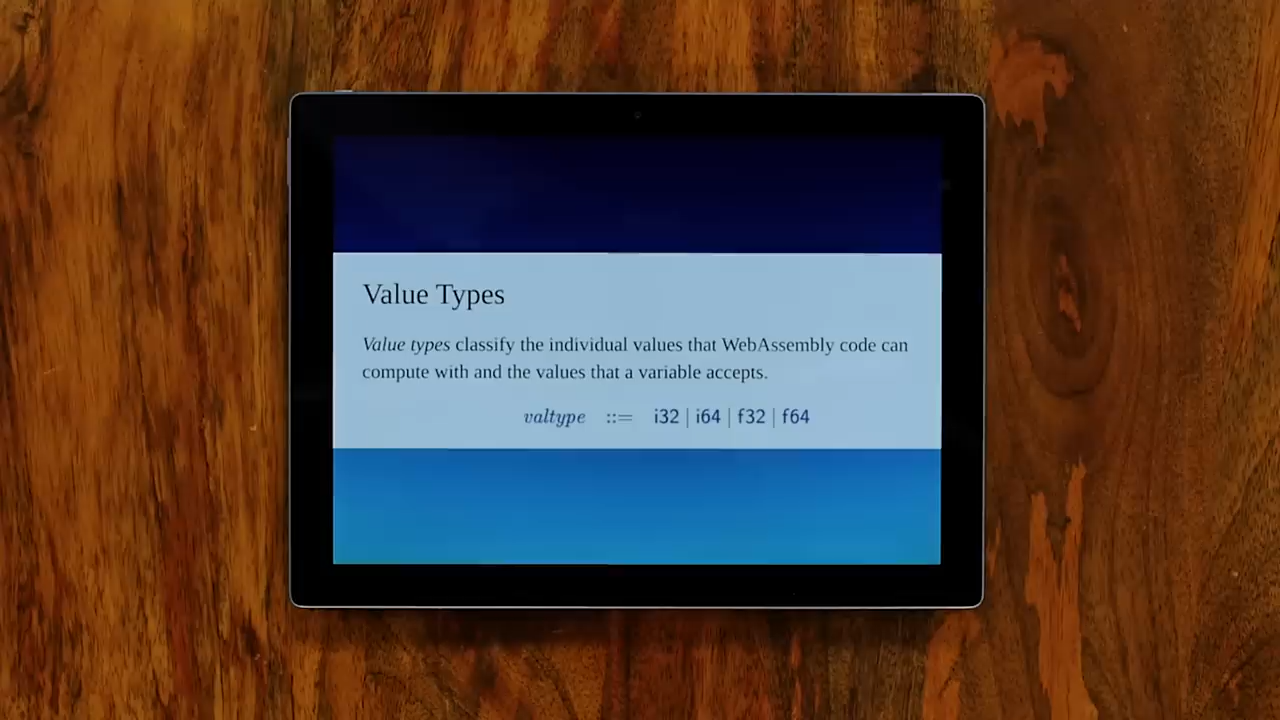 Value Types
Value types classify the individual values that WebAssembly code can
compute with and the values that a variable accepts.
valtype ::= i32 | i64 | f32 | f64